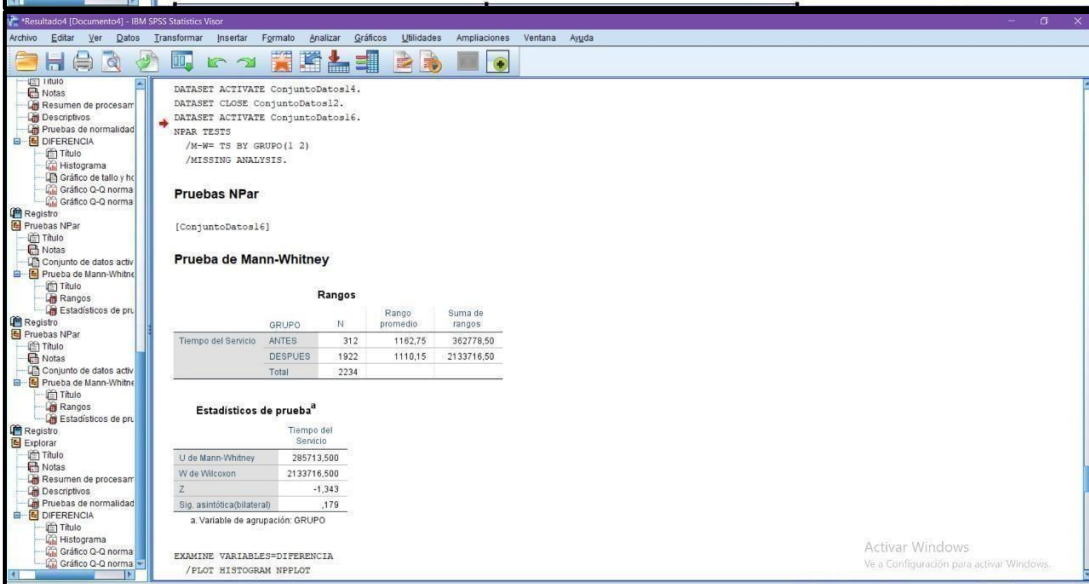 *Resultado4 [Documento4] - IBM SPSS Statistics Visor
Archivo Editar Ver Datos Transformar Insertar Formato Analizar Gráficos Utilidades Ampliaciones Ventana Ayuda
Título
Notas
Resumen de procesam
Descriptivos
Pruebas de normalidad
DIFERENCIA
Título
Histograma
Gráfico de tallo y ho
Gráfico Q-Q norma
Gráfico Q-Q norma
Registro
Pruebas NPar
Título
Notas
Conjunto de datos activ
Prueba de Mann-Whitne
Título
Rangos
Estadísticos de pru
Registro
Pruebas NPar
Título
Notas
Conjunto de datos activ
Prueba de Mann-Whitne
Título
Rangos
Estadísticos de pru
Registro
Explorar
Título
Notas
Resumen de procesam
Descriptivos
Pruebas de normalidad
DIFERENCIA
Título
Histograma
Gráfico Q-Q norma
Gráfico Q-Q norma
DATASET ACTIVATE ConjuntoDatos14.
DATASET CLOSE ConjuntoDatos12.
DATASET ACTIVATE ConjuntoDatos16.
NPAR TESTS
/M-W= TS BY GRUPO(1 2)
/MISSING ANALYSIS.
Pruebas NPar
[ConjuntoDatos16]
Prueba de Mann-Whitney
Rangos
GRUPO N Rango promedio Suma de rangos
Tiempo del Servicio ANTES 312 1162,75 362778,50
DESPUES 1922 1110,15 2133716,50
Total 2234
Estadísticos de prueba a
Tiempo del Servicio
U de Mann-Whitney 285713,500
W de Wilcoxon 2133716,500
Z -1,343
Sig. asintótica(bilateral) ,179
a. Variable de agrupación: GRUPO
EXAMINE VARIABLES=DIFERENCIA
/PLOT HISTOGRAM NPPLOT
Activar Windows
Ve a Configuración para activar Windows.